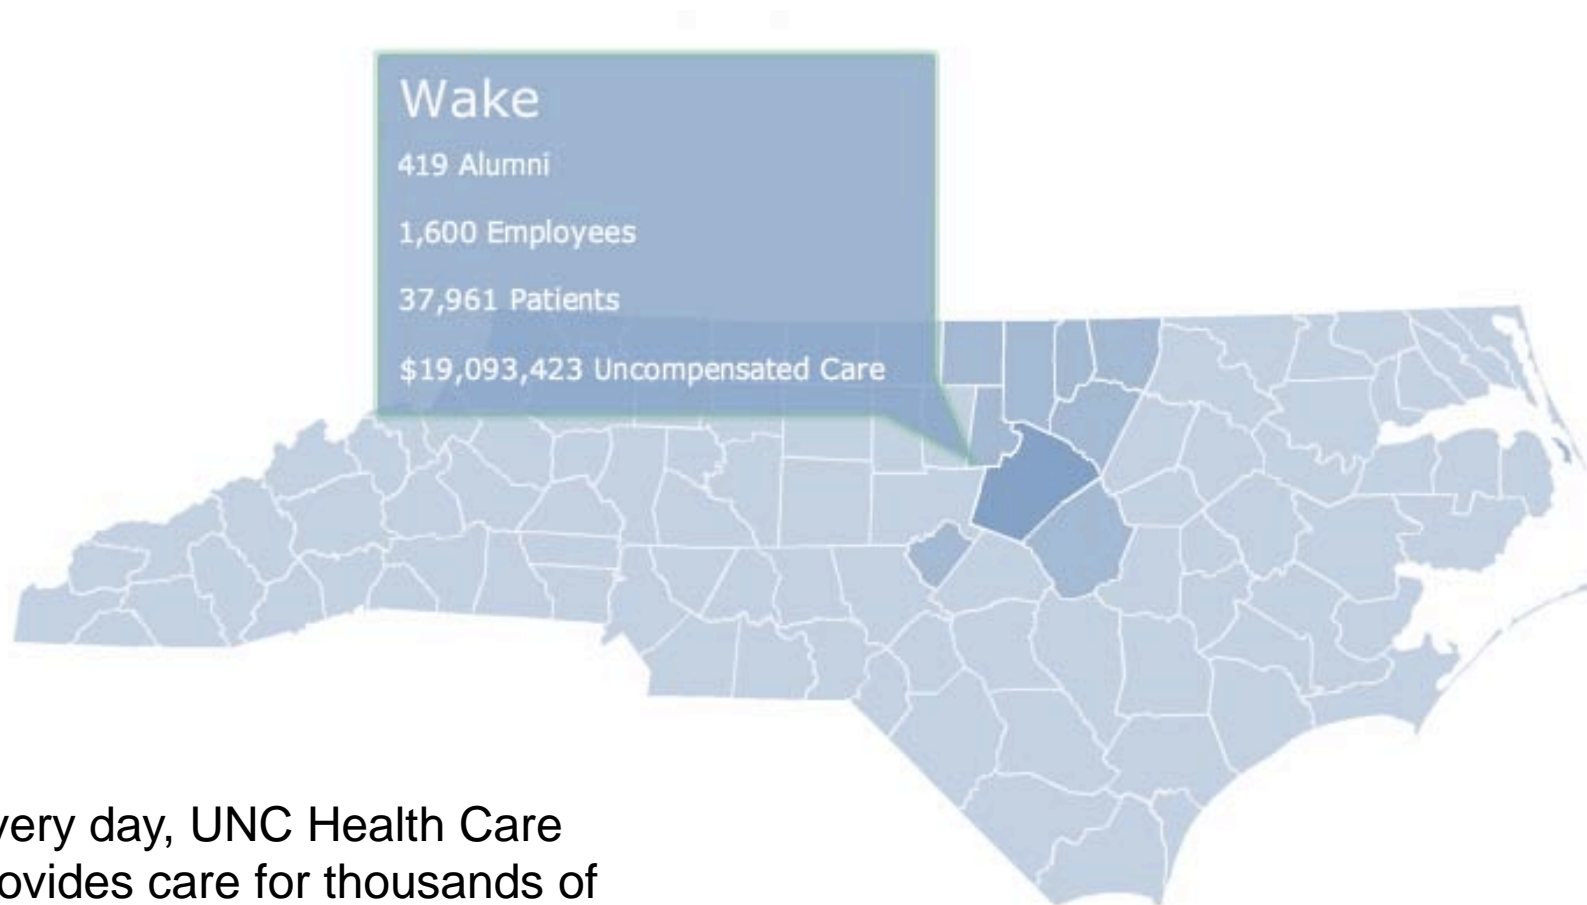 Wake
419 Alumni
1,600 Employees
37,961 Patients
$19,093,423 Uncompensated Care
very day, UNC Health Care
ovides care for thousands of